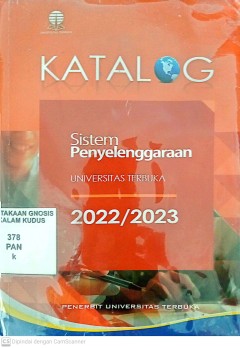 KATALOG
Sistem
Penyelenggaraan
UNIVERSITAS TERBUKA
2022/2023
TAKAAN GNOSIS
KALAM KUDUS
378
PAN
k
PENERBIT UNIVERSITAS TERBUKA
Dipindai dengan CamScanner